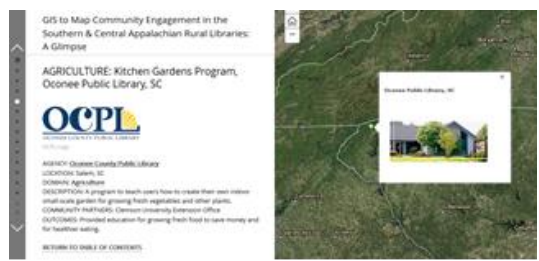 GIS to Map Community Engagement in the
Southern & Central Appalachian Rural Libraries:
A Glimpse
AGRICULTURE: Kitchen Gardens Program,
Oconee Public Library, SC
OCPL
OCONEE COUNTY PUBLIC LIBRARY
OCPL Logo
AGENCY: Oconee County Public Library
LOCATION: Salem, SC
DOMAIN: Agriculture
DESCRIPTION: A program to teach users how to create their own indoor
small-scale garden for growing fresh vegetables and other plants.
COMMUNITY PARTNERS: Clemson University Extension Office
OUTCOMES: Provided education for growing fresh food to save money and
for healthier eating.
RETURN TO TABLE OF CONTENTS
Oconee Public Library, SC